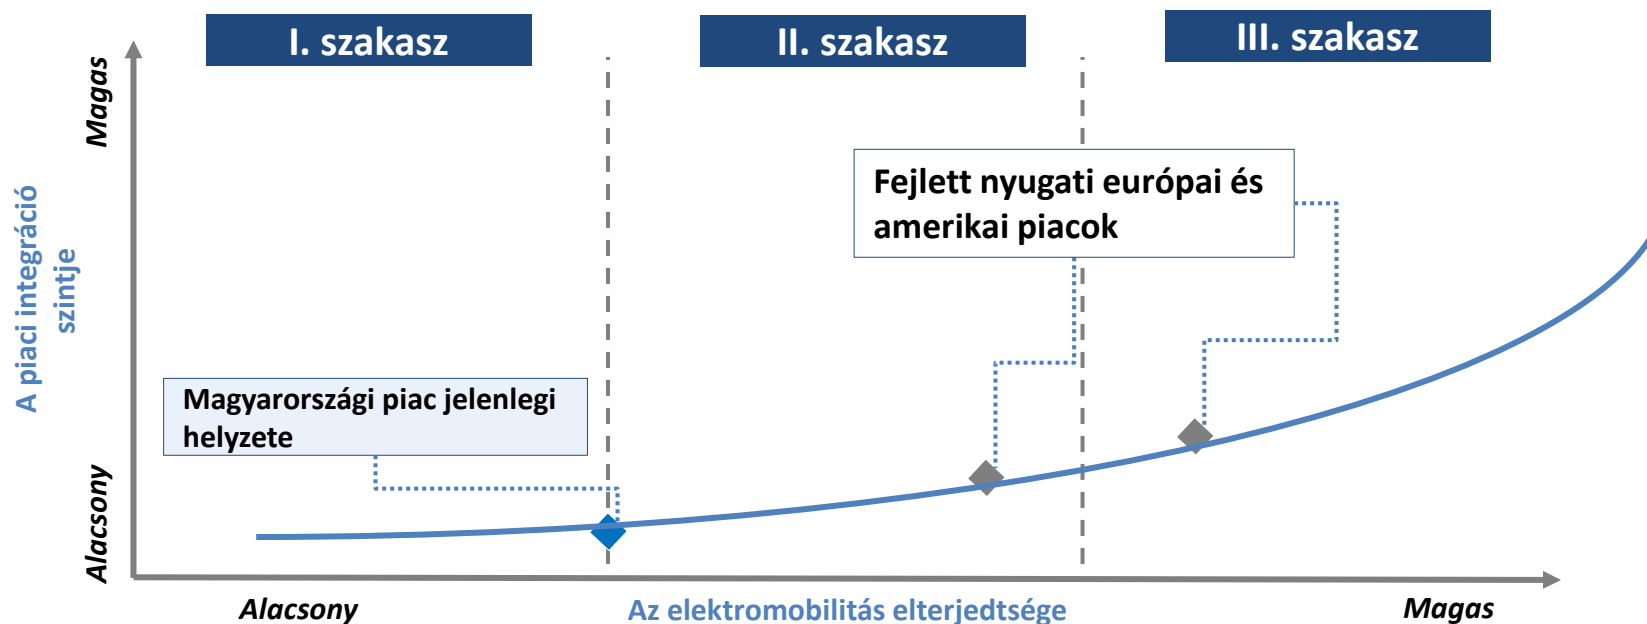 I. szakasz
II. szakasz
III. szakasz
Magas
A piaci integráció
szintje
Alacsony
Fejlett nyugati európai és
amerikai piacok
Magyarországi piac jelenlegi
helyzete
Alacsony
Az elektromobilitás elterjedtsége
Magas